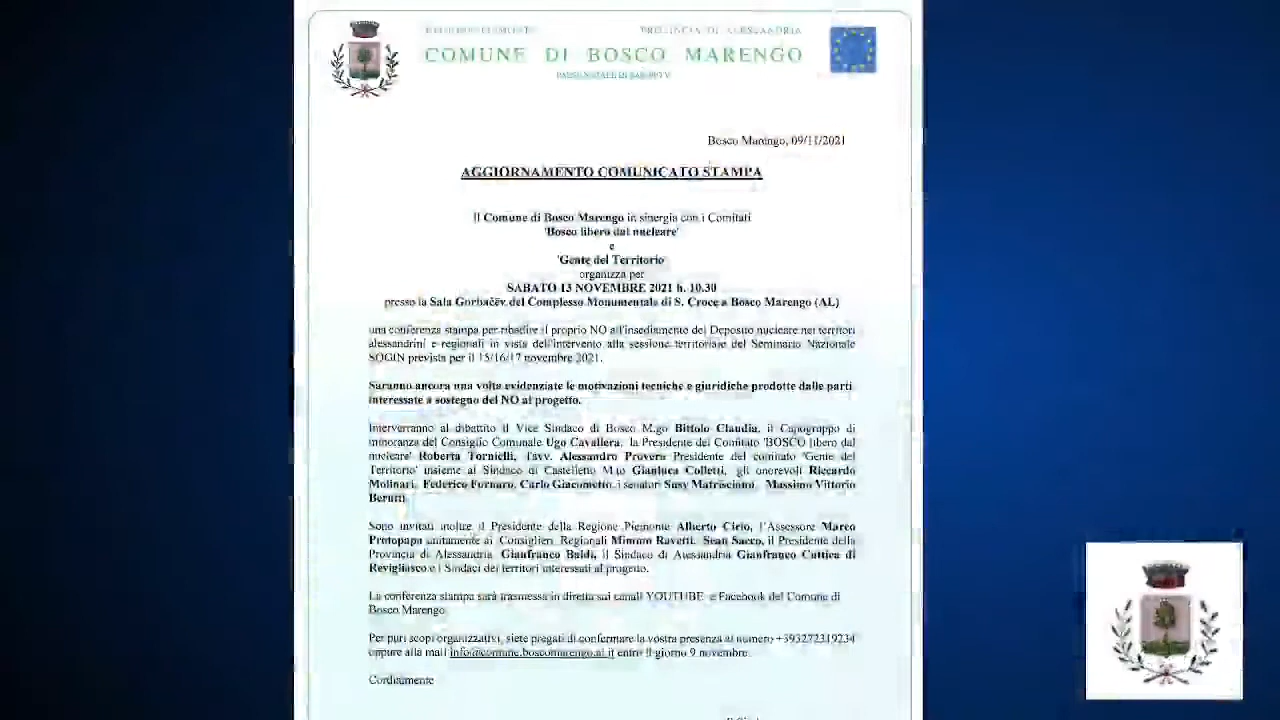 PROVINCIA DI ALESSANDRIA
COMUNE DI BOSCO MARENGO
Bosco Marengo, 09/11/2021
AGGIORNAMENTO COMUNICATO STAMPA
Il Comune di Bosco Marengo in sinergia con i Comitati
'Bosco libero dal nucleare'
e
'Gente del Territorio
organizza per
SABATO 13 NOVEMBRE 2021 h. 10.30
presso la Sala Gorbačëv del Complesso Monumentale di S. Croce a Bosco Marengo (AL)
una conferenza stampa per ribadire il proprio NO all'insediamento del Deposito nucleare nei territori
alessandrini e regionali in vista dell'intervento alla sessione territoriale del Seminario Nazionale
SOGIN prevista per il 15/16/17 novembre 2021.
Saranno ancora una volta evidenziate le motivazioni tecniche e giuridiche prodotte dalle parti
interessate a sostegno del NO al progetto.
Interverranno al dibattito il Vice Sindaco di Bosco M.go Bittolo Claudia, il Capogruppo di
minoranza del Consiglio Comunale Ugo Cavallera, la Presidente del Comitato 'BOSCO libero dal
nucleare' Roberta Tornielli, l'avv. Alessandro Provera Presidente del comitato 'Gente del
Territorio' insieme al Sindaco di Castelletto M.to Gianluca Colletti, gli onorevoli Riccardo
Molinari, Federico Fornaro, Carlo Giacometto, i senatori Susy Matrisciano, Massimo Vittorio
Berutti
Sono invitati inoltre il Presidente della Regione Piemonte Alberto Cirio, l'Assessore Marco
Protopapa unitamente ai Consiglieri Regionali Mimmo Ravetti, Sean Sacco, il Presidente della
Provincia di Alessandria Gianfranco Baldi, il Sindaco di Alessandria Gianfranco Cuttica di
Revigliasco e i Sindaci dei territori interessati al progetto.
La conferenza stampa sarà trasmessa in diretta sui canali YOUTUBE e Facebook del Comune di
Bosco Marengo
Per puri scopi organizzativi, siete pregati di confermare la vostra presenza al numero +393272319234
oppure alla mail info@comune.boscomarengo.al.it entro il giorno 9 novembre.
Cordialmente